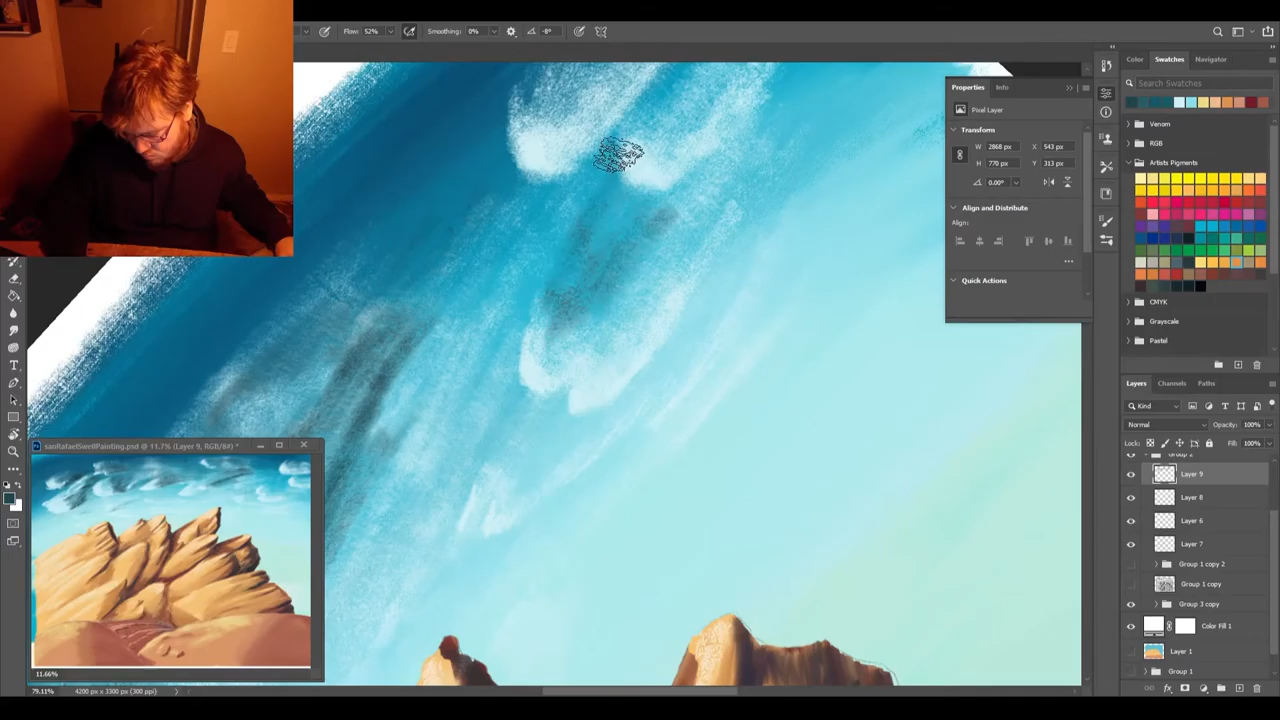 Flow: 52% Smoothing: 0% -8°
Color Swatches Navigator
Search Swatches
Venom
RGB
Artists Pigments
CMYK
Grayscale
Pastel
Properties Info
Pixel Layer
Transform
W 2868 px X 543 px
H 770 px Y 313 px
0.00°
Align and Distribute
Align:
Quick Actions
Layers Channels Paths
Kind
Normal Opacity: 100%
Lock: Fill: 100%
Group 2
Layer 9
Layer 8
Layer 6
Layer 7
Group 1 copy 2
Group 1 copy
Group 3 copy
Color Fill 1
Layer 1
Group 1
sanRafaelSwellPainting.psd @ 11.7% (Layer 9, RGB/8#) *
11.66%
79.11% 4200 px x 3300 px (300 ppi)